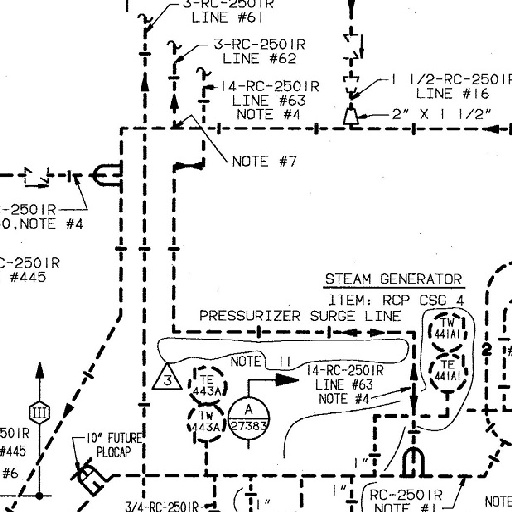 3-RC-2501R
LINE #61
3-RC-2501R
LINE #62
14-RC-2501R
LINE #63
NOTE #4
1 1/2-RC-2501R
LINE #16
2" X 1 1/2"
NOTE #7
-2501R
0,NOTE #4
C-2501R
#445
STEAM GENERATOR
ITEM: RCP CSG 4
PRESSURIZER SURGE LINE
TW
441A1
TE
441A1
2
NOTE 11
3
TE
443A
TW
443A
A
27383
14-RC-2501R
LINE #63
NOTE #4
III
501R
#445
#6
10" FUTURE
PLOCAP
1"
1"
1"
3/4-RC-2501R
RC-2501R
NOTE #1
NOTE